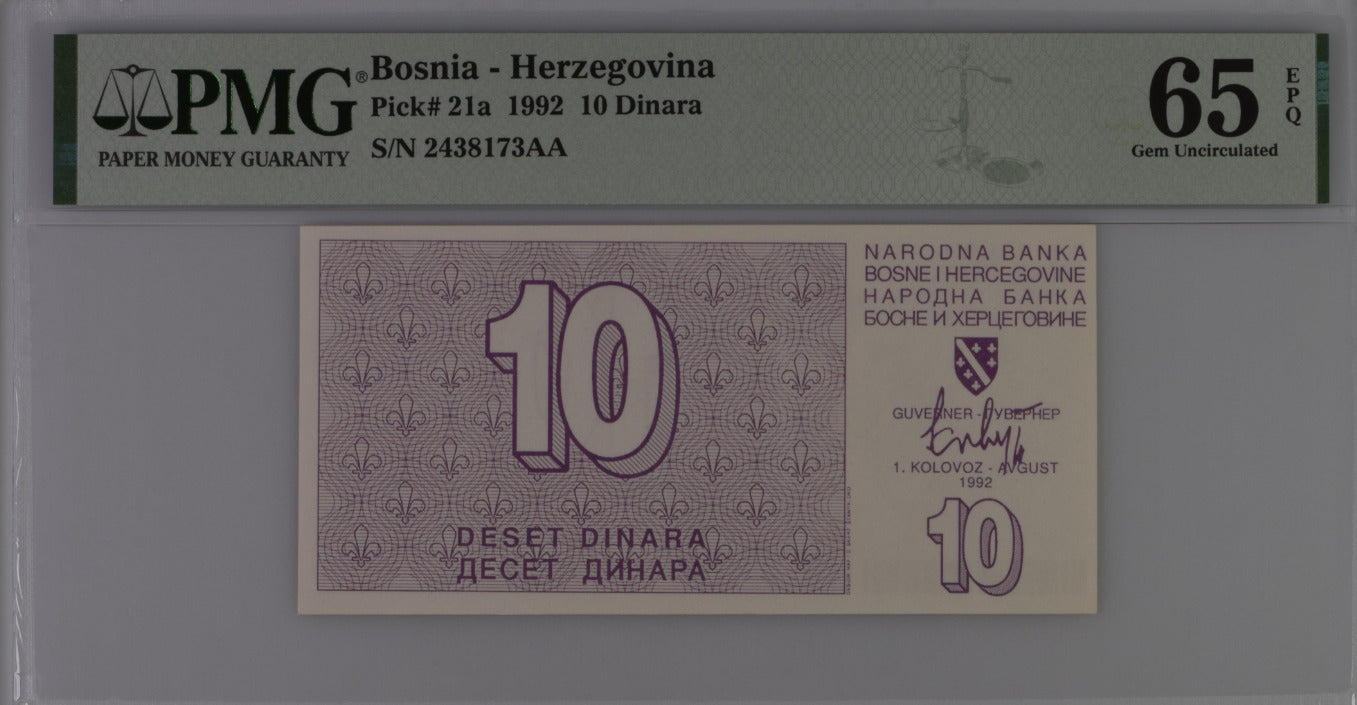 PMG®
PAPER MONEY GUARANTY
Bosnia - Herzegovina
Pick# 21a 1992 10 Dinara
S/N 2438173AA
65
EPQ
Gem Uncirculated
10
DESET DINARA
ДЕСЕТ ДИНАРА
NARODNA BANKA
BOSNE I HERCEGOVINE
НАРОДНА БАНКА
БОСНЕ И ХЕРЦЕГОВИНЕ
GUVERNER - ГУВЕРНЕР
1. KOLOVOZ - AVGUST
1992
10